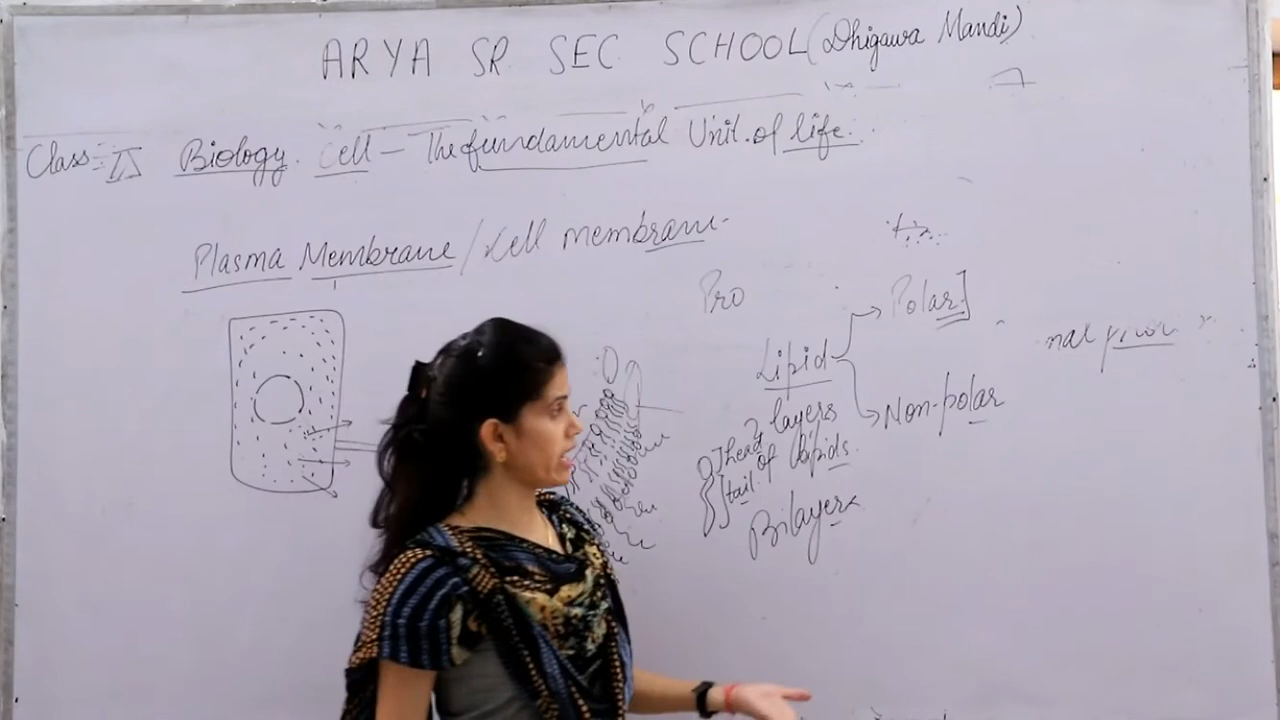 ARYA SR SEC SCHOOL (Dhigawa Mandi)
Class: IX Biology. Cell – The fundamental Unit of life.
Plasma Membrane / Cell membrane
Pro
Polar]
Lipid
Non-polar
2 layers
of lipids.
]head
]tail
Bilayer